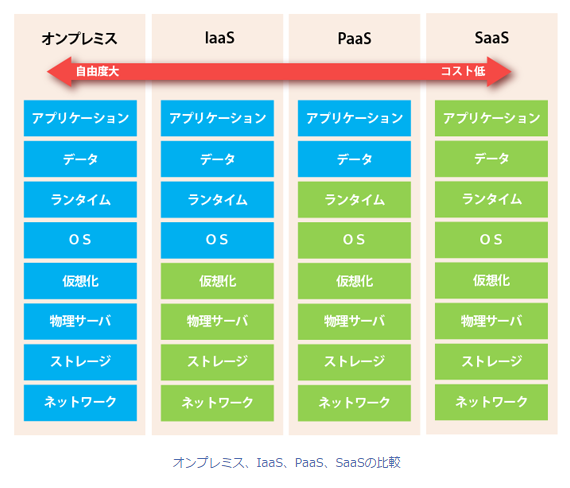 オンプレミス IaaS PaaS SaaS
自由度大 コスト低
アプリケーション アプリケーション アプリケーション アプリケーション
データ データ データ データ
ランタイム ランタイム ランタイム ランタイム
ＯＳ ＯＳ ＯＳ ＯＳ
仮想化 仮想化 仮想化 仮想化
物理サーバ 物理サーバ 物理サーバ 物理サーバ
ストレージ ストレージ ストレージ ストレージ
ネットワーク ネットワーク ネットワーク ネットワーク
オンプレミス、IaaS、PaaS、SaaSの比較